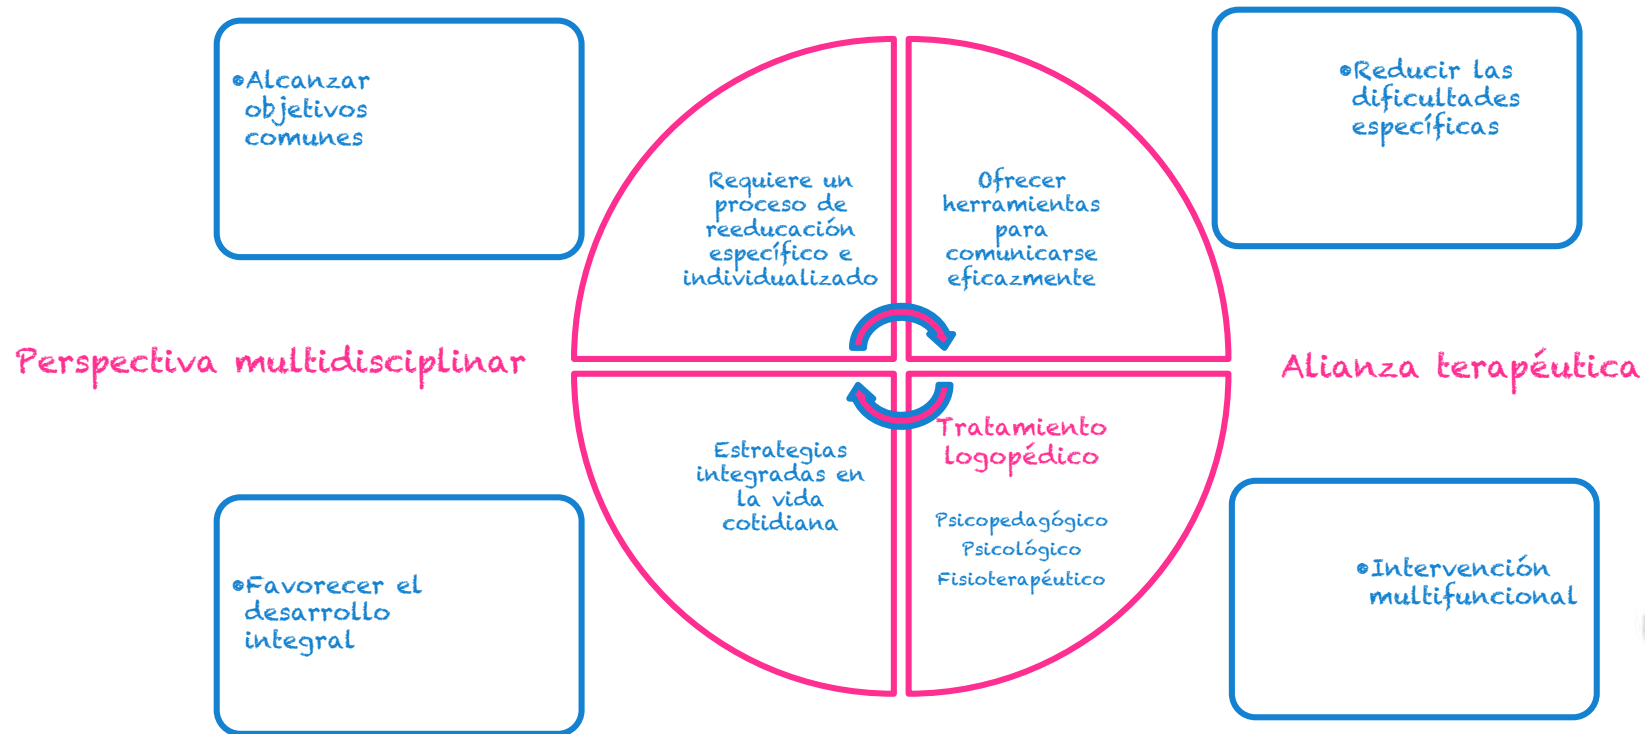 •Alcanzar
objetivos
comunes
•Reducir las
dificultades
específicas
Requiere un
proceso de
reeducación
específico e
individualizado
Ofrecer
herramientas
para
comunicarse
eficazmente
Perspectiva multidisciplinar
Alianza terapéutica
Estrategias
integradas en
la vida
cotidiana
Tratamiento
logopédico
Psicopedagógico
Psicológico
Fisioterapéutico
•Favorecer el
desarrollo
integral
•Intervención
multifuncional